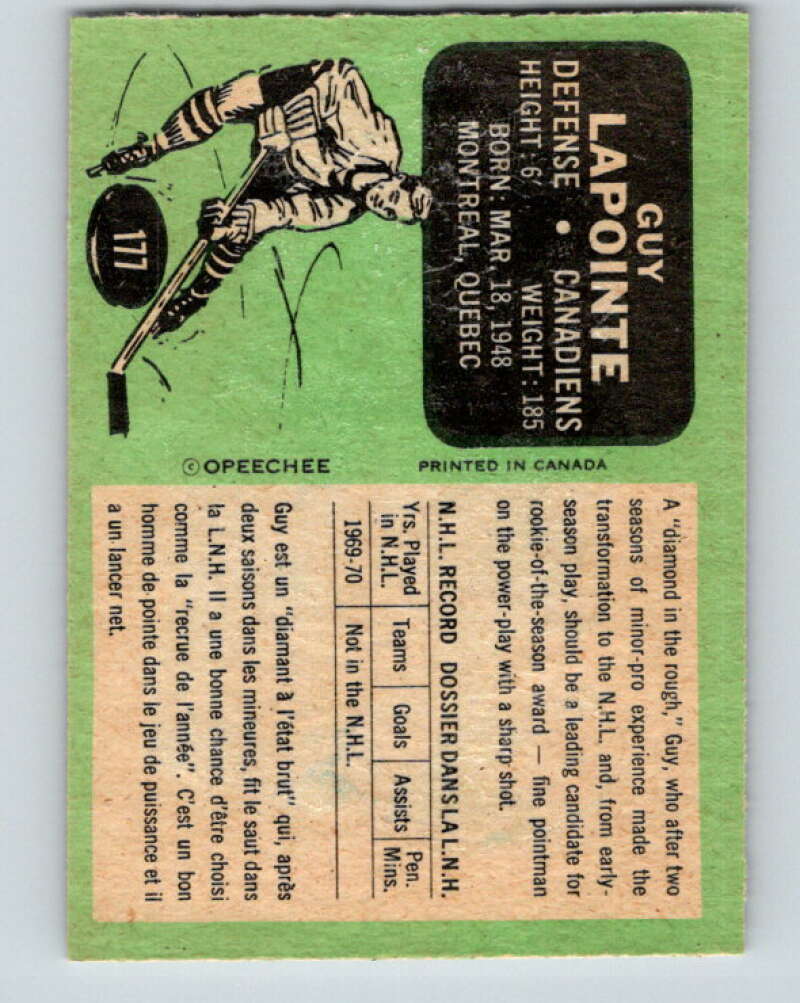 GUY
LAPOINTE
DEFENSE • CANADIENS
HEIGHT: 6' WEIGHT: 185
BORN: MAR. 18, 1948
MONTREAL, QUEBEC
177
© OPEECHEE PRINTED IN CANADA
A "diamond in the rough," Guy, who after two
seasons of minor-pro experience made the
transformation to the N.H.L. and, from early-
season play, should be a leading candidate for
rookie-of-the-season award — fine pointman
on the power-play with a sharp shot.
N.H.L. RECORD DOSSIER DANS LA L.N.H.
Yrs. Played in N.H.L. Teams Goals Assists Pen. Mins.
1969-70 Not in the N.H.L.
Guy est un "diamant à l'état brut" qui, après
deux saisons dans les mineures, fit le saut dans
la L.N.H. Il a une bonne chance d'être choisi
comme la "recrue de l'année". C'est un bon
homme de pointe dans le jeu de puissance et il
a un lancer net.